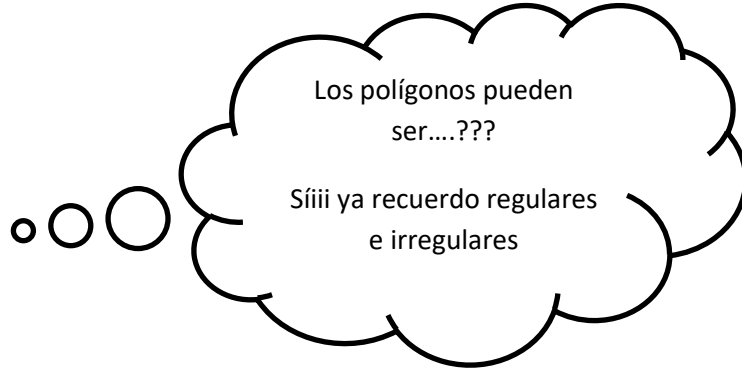 Los polígonos pueden
ser....???
Síiii ya recuerdo regulares
e irregulares